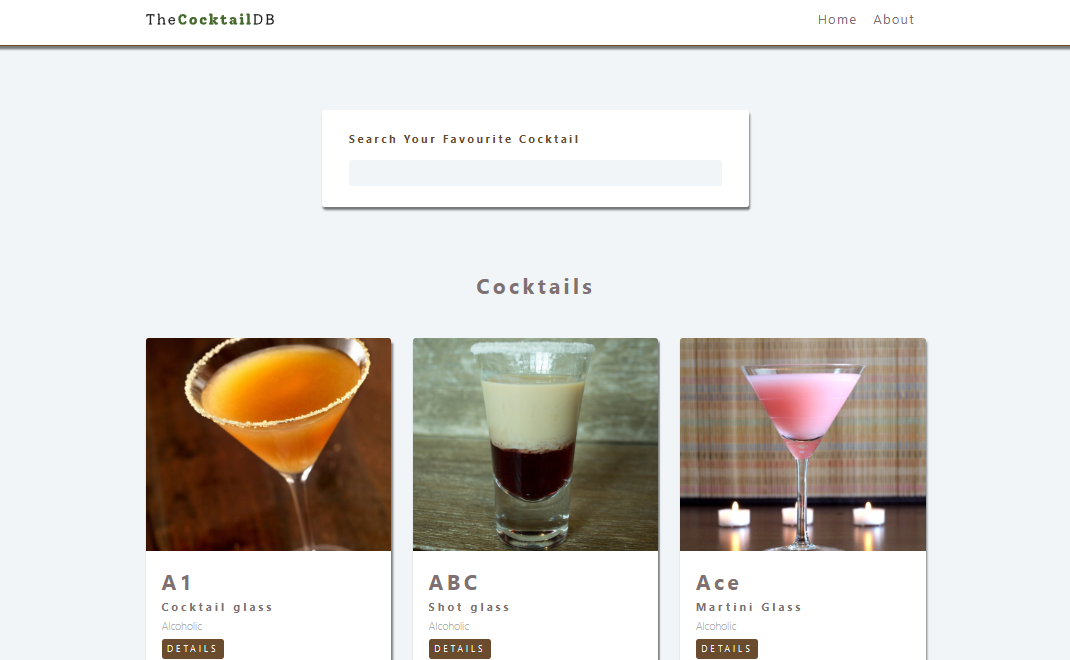 TheCocktailDB
Home About
Search Your Favourite Cocktail
Cocktails
A1
Cocktail glass
Alcoholic
DETAILS
ABC
Shot glass
Alcoholic
DETAILS
Ace
Martini Glass
Alcoholic
DETAILS